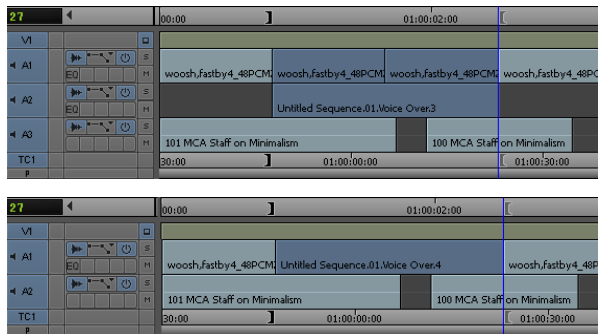 27 00:00 01:00:02:00
V1
A1 S
EQ M woosh,fastby4_48PCM woosh,fastby4_48PCM woosh,fastby4_48PCM woosh,fastby4_48PC
A2 S
EQ M Untitled Sequence.01.Voice Over.3
A3 S
M 101 MCA Staff on Minimalism 100 MCA Staff on Minimalism
TC1 30:00 01:00:00:00 01:00:30:00
P
27 00:00 01:00:02:00
V1
A1 S
EQ M woosh,fastby4_48PCM Untitled Sequence.01.Voice Over.4 woosh,fastby4_48P
A2 S
M 101 MCA Staff on Minimalism 100 MCA Staff on Minimalism
TC1 30:00 01:00:00:00 01:00:30:00
P